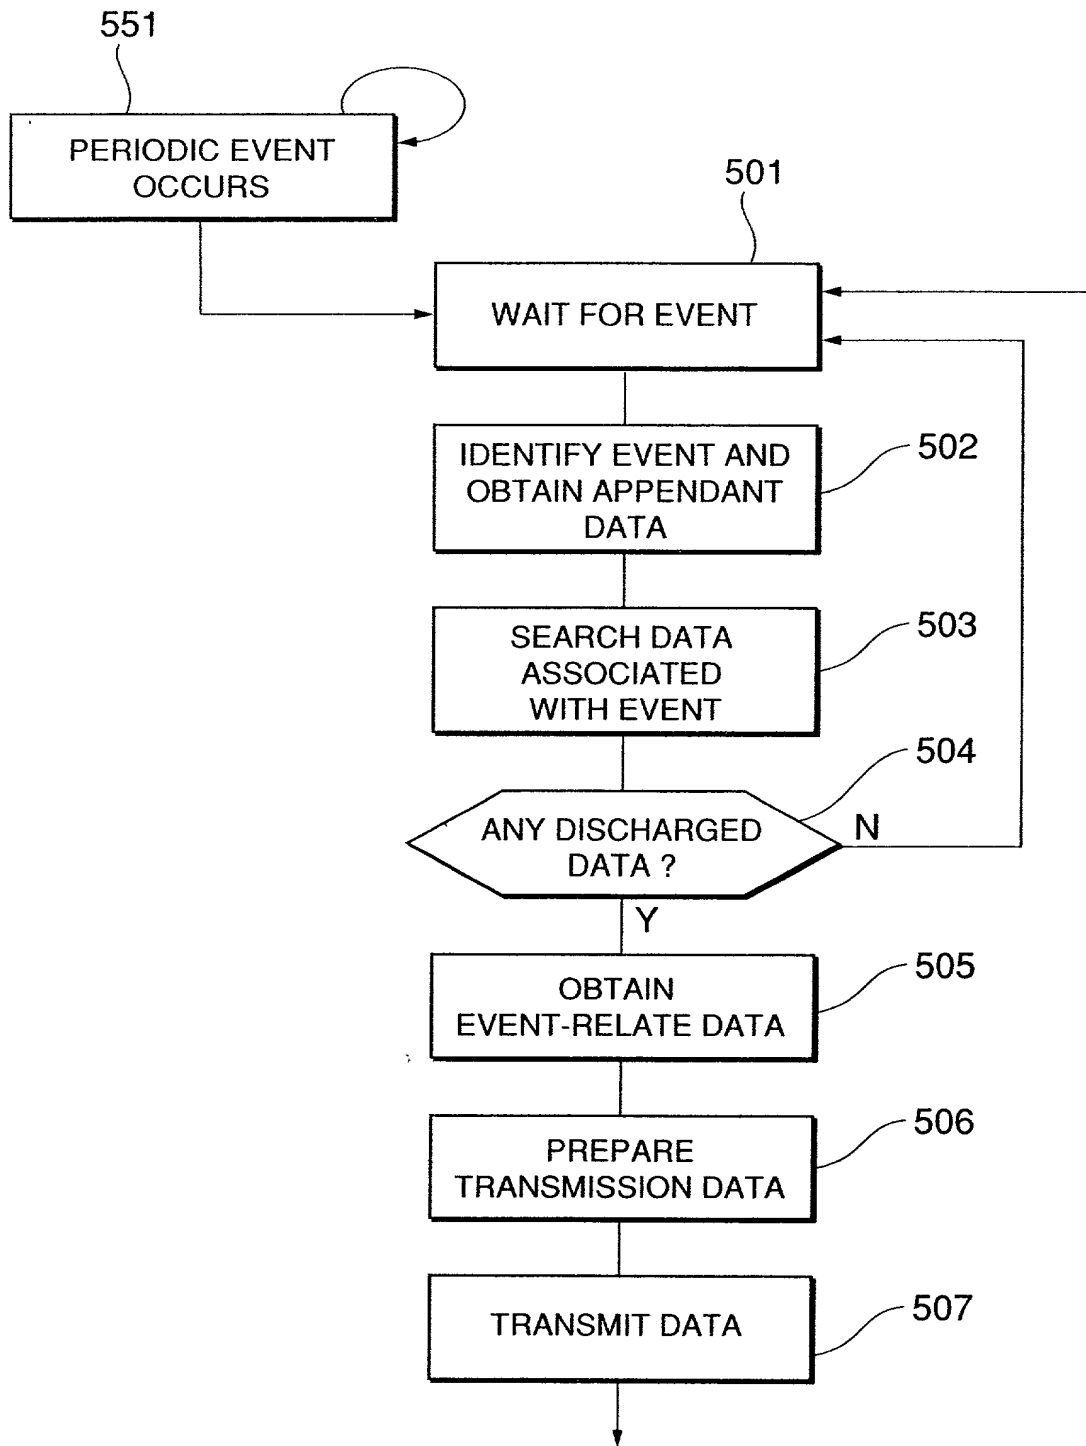 551
PERIODIC EVENT
OCCURS
501
WAIT FOR EVENT
502
IDENTIFY EVENT AND
OBTAIN APPENDANT
DATA
503
SEARCH DATA
ASSOCIATED
WITH EVENT
504
ANY DISCHARGED
DATA ?
N
Y
505
OBTAIN
EVENT-RELATE DATA
506
PREPARE
TRANSMISSION DATA
507
TRANSMIT DATA